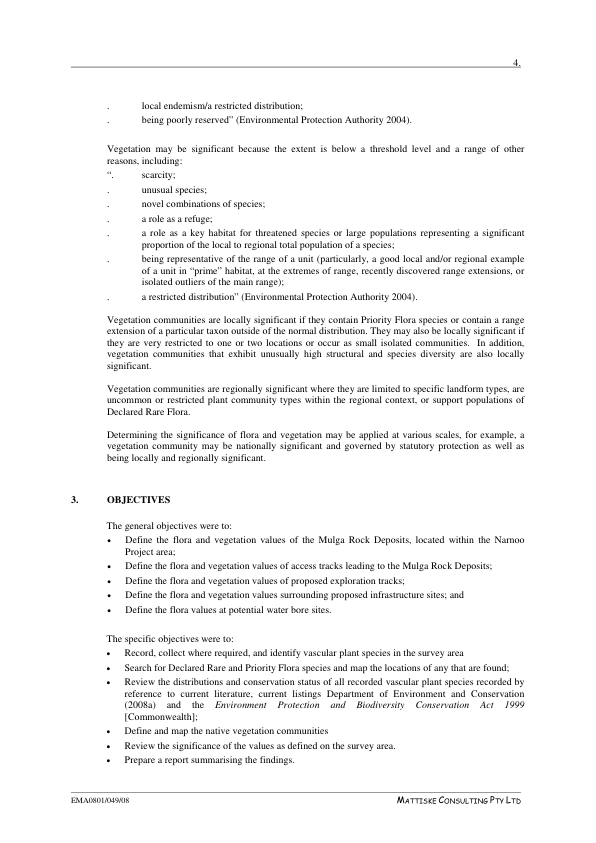 4.
. local endemism/a restricted distribution;
. being poorly reserved” (Environmental Protection Authority 2004).
Vegetation may be significant because the extent is below a threshold level and a range of other
reasons, including:
“. scarcity;
. unusual species;
. novel combinations of species;
. a role as a refuge;
. a role as a key habitat for threatened species or large populations representing a significant
proportion of the local to regional total population of a species;
. being representative of the range of a unit (particularly, a good local and/or regional example
of a unit in “prime” habitat, at the extremes of range, recently discovered range extensions, or
isolated outliers of the main range);
. a restricted distribution” (Environmental Protection Authority 2004).
Vegetation communities are locally significant if they contain Priority Flora species or contain a range
extension of a particular taxon outside of the normal distribution. They may also be locally significant if
they are very restricted to one or two locations or occur as small isolated communities. In addition,
vegetation communities that exhibit unusually high structural and species diversity are also locally
significant.
Vegetation communities are regionally significant where they are limited to specific landform types, are
uncommon or restricted plant community types within the regional context, or support populations of
Declared Rare Flora.
Determining the significance of flora and vegetation may be applied at various scales, for example, a
vegetation community may be nationally significant and governed by statutory protection as well as
being locally and regionally significant.
3. OBJECTIVES
The general objectives were to:
• Define the flora and vegetation values of the Mulga Rock Deposits, located within the Narnoo
Project area;
• Define the flora and vegetation values of access tracks leading to the Mulga Rock Deposits;
• Define the flora and vegetation values of proposed exploration tracks;
• Define the flora and vegetation values surrounding proposed infrastructure sites; and
• Define the flora values at potential water bore sites.
The specific objectives were to:
• Record, collect where required, and identify vascular plant species in the survey area
• Search for Declared Rare and Priority Flora species and map the locations of any that are found;
• Review the distributions and conservation status of all recorded vascular plant species recorded by
reference to current literature, current listings Department of Environment and Conservation
(2008a) and the Environment Protection and Biodiversity Conservation Act 1999
[Commonwealth];
• Define and map the native vegetation communities
• Review the significance of the values as defined on the survey area.
• Prepare a report summarising the findings.
EMA0801/049/08 MATTISKE CONSULTING PTY LTD